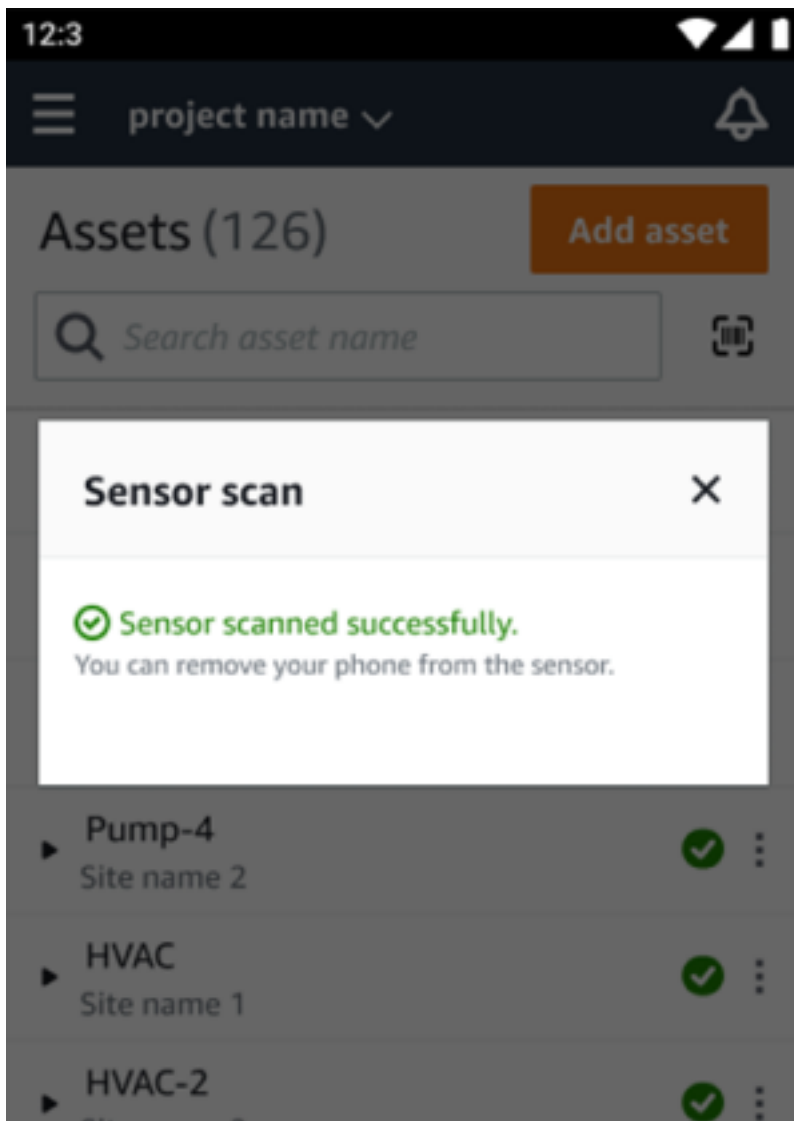 12:3
project name
Assets (126)
Add asset
Search asset name
Sensor scan
Sensor scanned successfully.
You can remove your phone from the sensor.
Pump-4
Site name 2
HVAC
Site name 1
HVAC-2